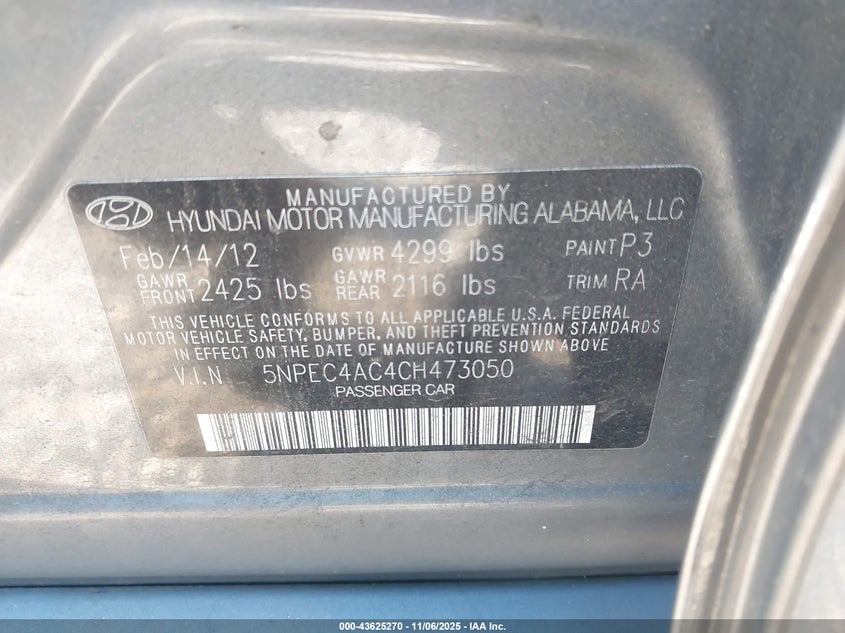 MANUFACTURED BY
HYUNDAI MOTOR MANUFACTURING ALABAMA, LLC
Feb/14/12 GVWR 4299 lbs PAINT P3
GAWR FRONT 2425 lbs GAWR REAR 2116 lbs TRIM RA
THIS VEHICLE CONFORMS TO ALL APPLICABLE U.S.A. FEDERAL
MOTOR VEHICLE SAFETY, BUMPER, AND THEFT PREVENTION STANDARDS
IN EFFECT ON THE DATE OF MANUFACTURE SHOWN ABOVE
V.I.N 5NPEC4AC4CH473050
PASSENGER CAR
000-43625270 - 11/06/2025 - IAA Inc.